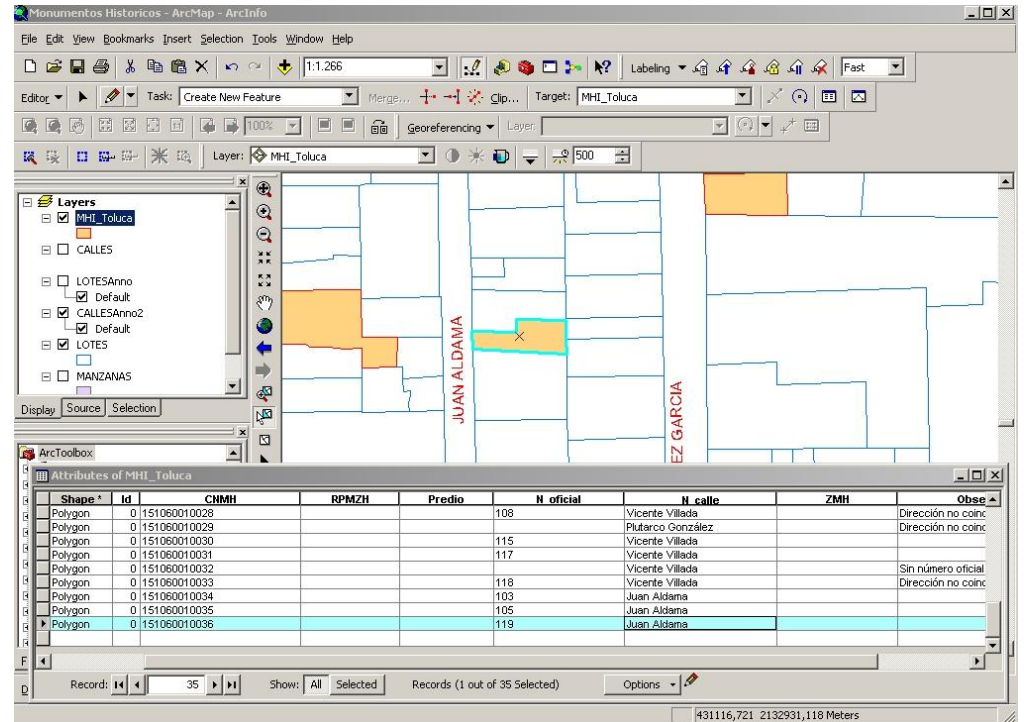 Monumentos Historicos - ArcMap - ArcInfo
File Edit View Bookmarks Insert Selection Tools Window Help
1:1.266 Labeling Fast
Editor Task: Create New Feature Merge... Clip... Target: MHI_Toluca
100% Georeferencing Layer:
Layer: MHI_Toluca 500
Layers
MHI_Toluca
CALLES
LOTESAnno
Default
CALLESAnno2
Default
LOTES
MANZANAS
Display Source Selection
ArcToolbox
JUAN ALDAMA
EZ GARCIA
Attributes of MHI_Toluca
Shape * Id CNMH RPMZH Predio N_oficial N_calle ZMH Obse
Polygon 0 151060010028 108 Vicente Villada Dirección no coinc
Polygon 0 151060010029 Plutarco González Dirección no coinc
Polygon 0 151060010030 115 Vicente Villada
Polygon 0 151060010031 117 Vicente Villada
Polygon 0 151060010032 Vicente Villada Sin número oficial
Polygon 0 151060010033 118 Vicente Villada Dirección no coinc
Polygon 0 151060010034 103 Juan Aldama
Polygon 0 151060010035 105 Juan Aldama
Polygon 0 151060010036 119 Juan Aldama
Record: 35 Show: All Selected Records (1 out of 35 Selected) Options
431116,721 2132931,118 Meters